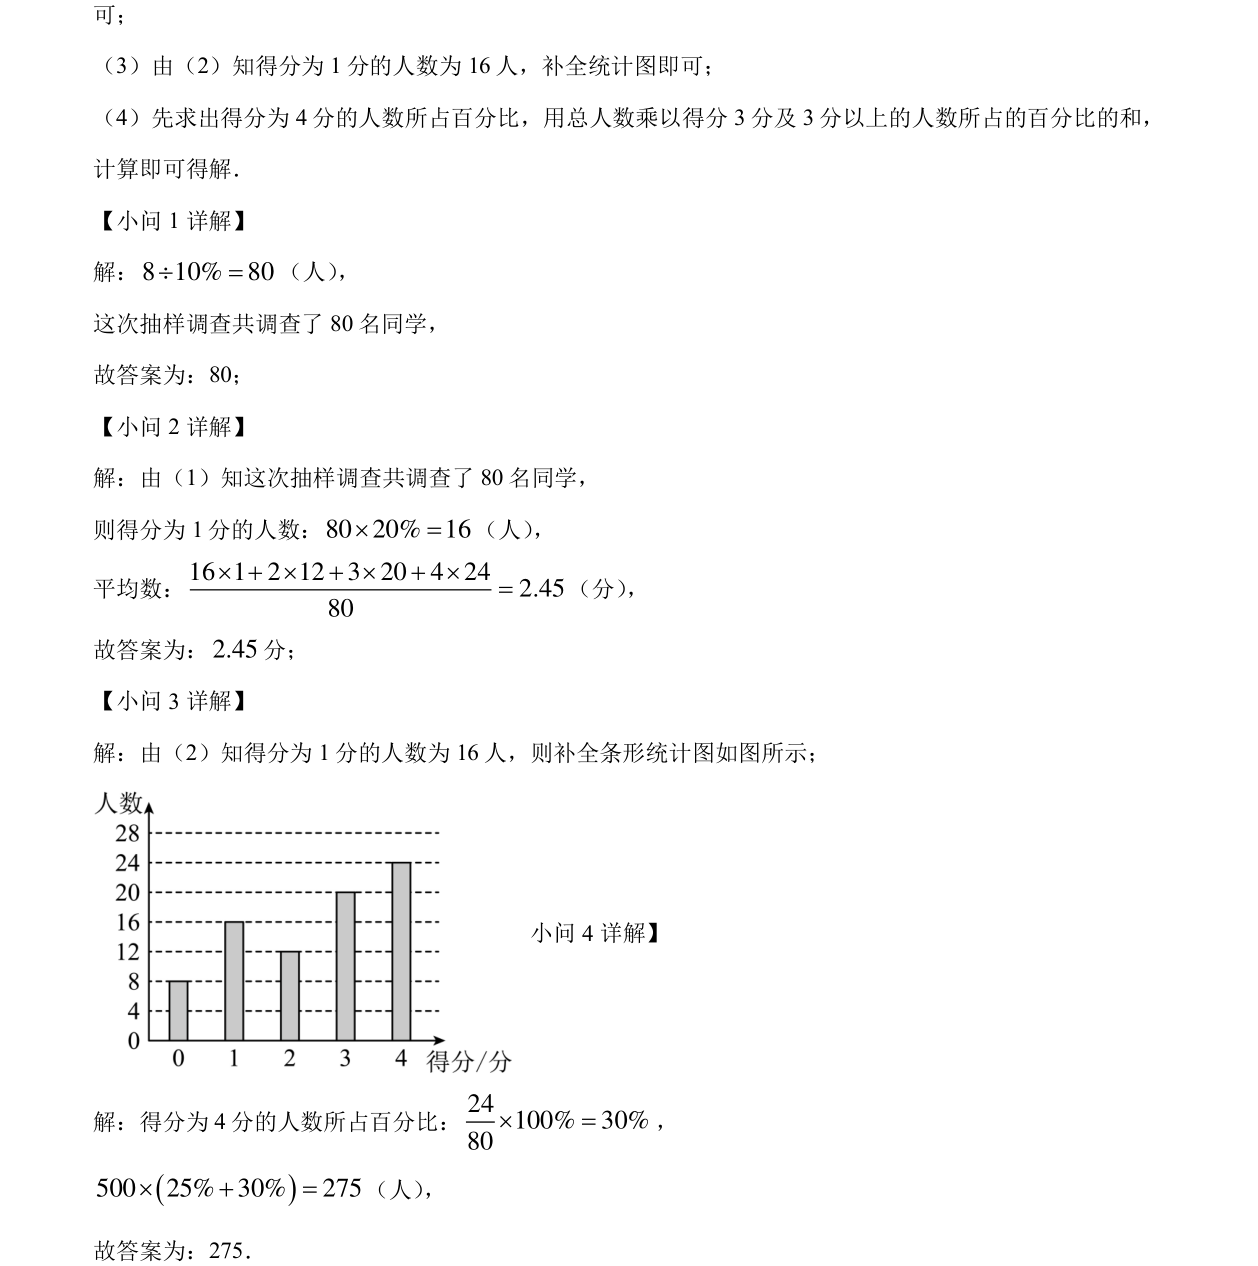 可；
（3）由（2）知得分为 1 分的人数为 16 人，补全统计图即可；
（4）先求出得分为 4 分的人数所占百分比，用总人数乘以得分 3 分及 3 分以上的人数所占的百分比的和，
计算即可得解．
【小问 1 详解】
解：8÷10% = 80（人），
这次抽样调查共调查了 80 名同学，
故答案为：80；
【小问 2 详解】
解：由（1）知这次抽样调查共调查了 80 名同学，
则得分为 1 分的人数：80×20% = 16（人），
平均数：(16×1+2×12+3×20+4×24)/80 = 2.45（分），
故答案为：2.45 分；
【小问 3 详解】
解：由（2）知得分为 1 分的人数为 16 人，则补全条形统计图如图所示；
人数
28
24
20
16
12
8
4
0
0 1 2 3 4 得分/分
小问 4 详解】
解：得分为 4 分的人数所占百分比：24/80×100% = 30%，
500×(25%+30%) = 275（人），
故答案为：275．